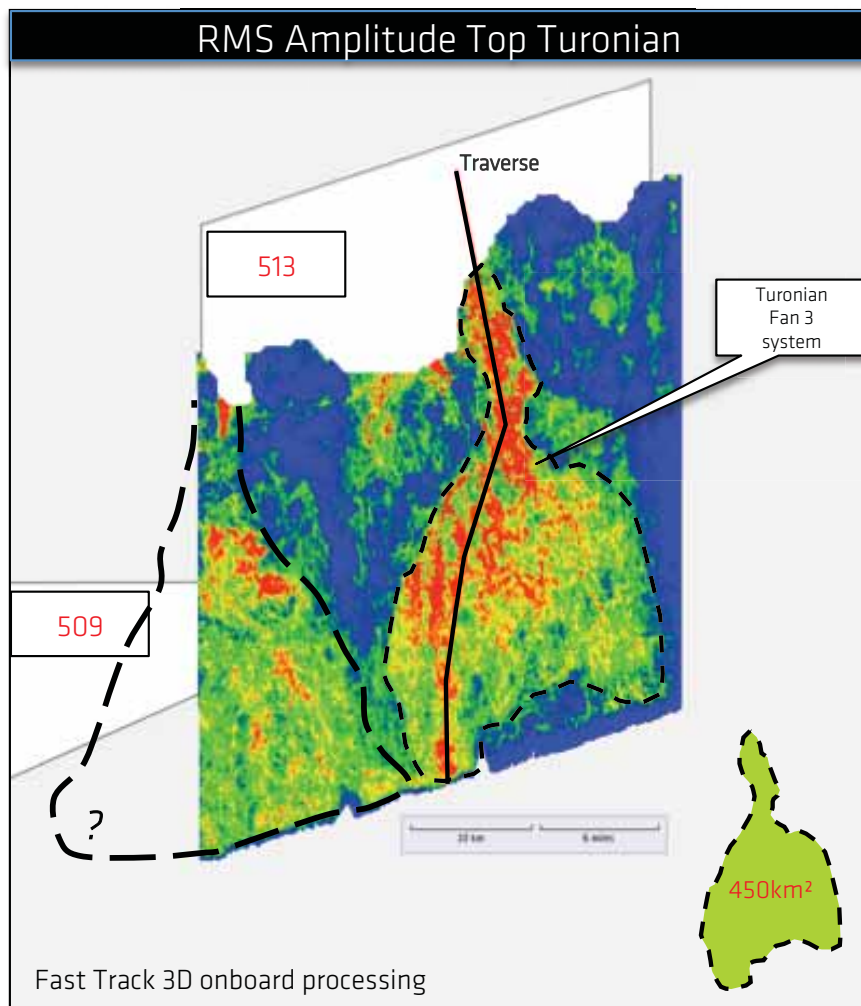 RMS Amplitude Top Turonian
Traverse
513
Turonian
Fan 3
system
509
?
450km²
Fast Track 3D onboard processing